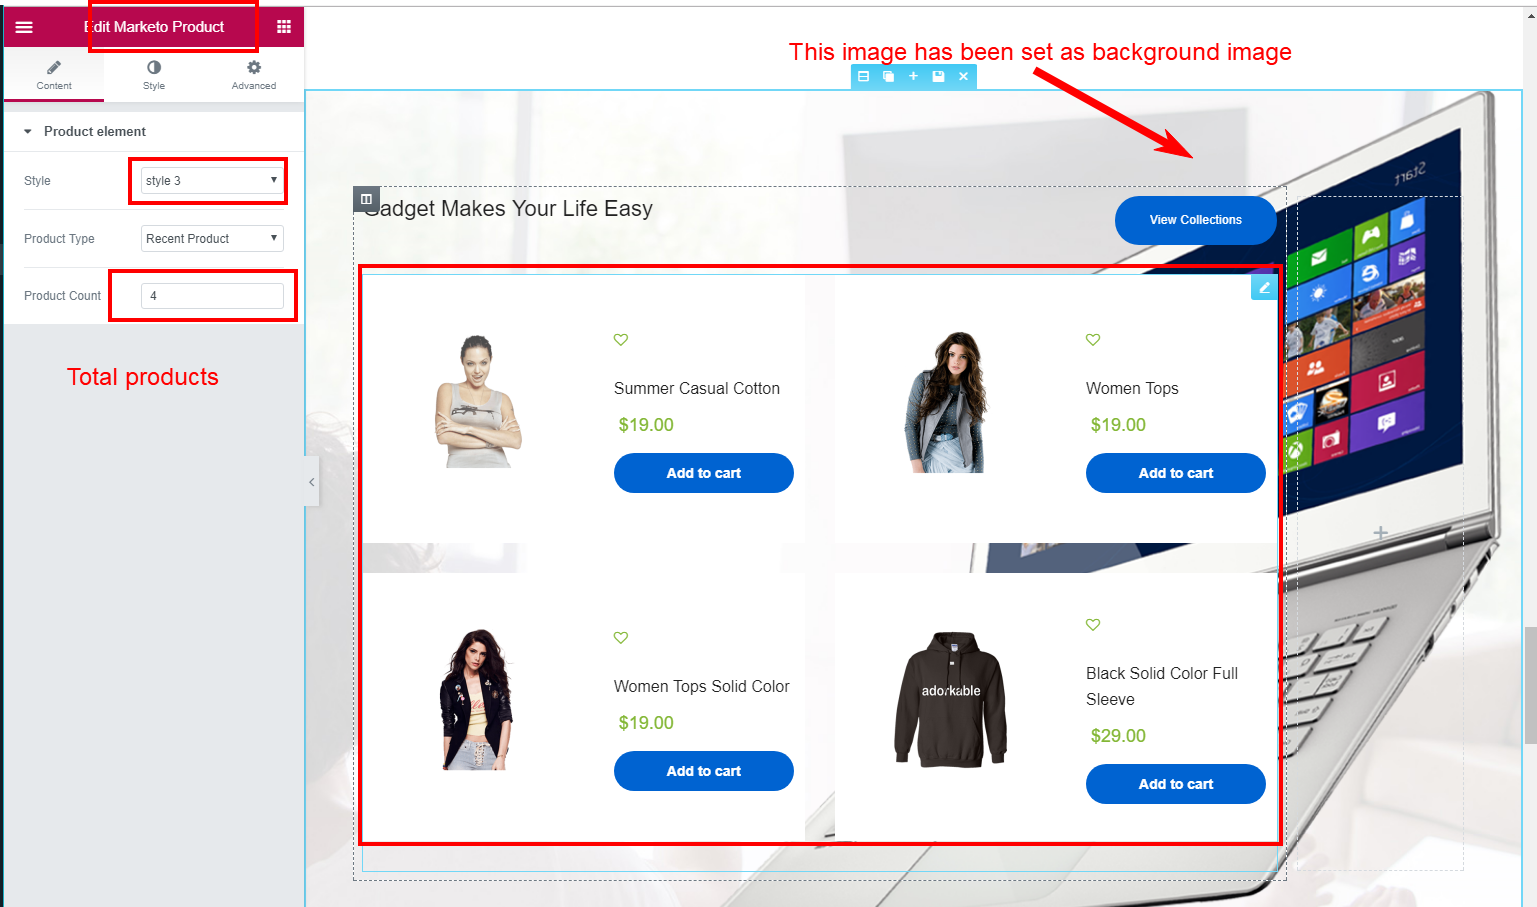 Edit Marketo Product
Content
Style
Advanced
Product element
Style
style 3
Product Type
Recent Product
Product Count
4
Total products
This image has been set as background image
Start
Gadget Makes Your Life Easy
View Collections
Summer Casual Cotton
$19.00
Add to cart
Women Tops
$19.00
Add to cart
Women Tops Solid Color
$19.00
Add to cart
adorkable
Black Solid Color Full
Sleeve
$29.00
Add to cart